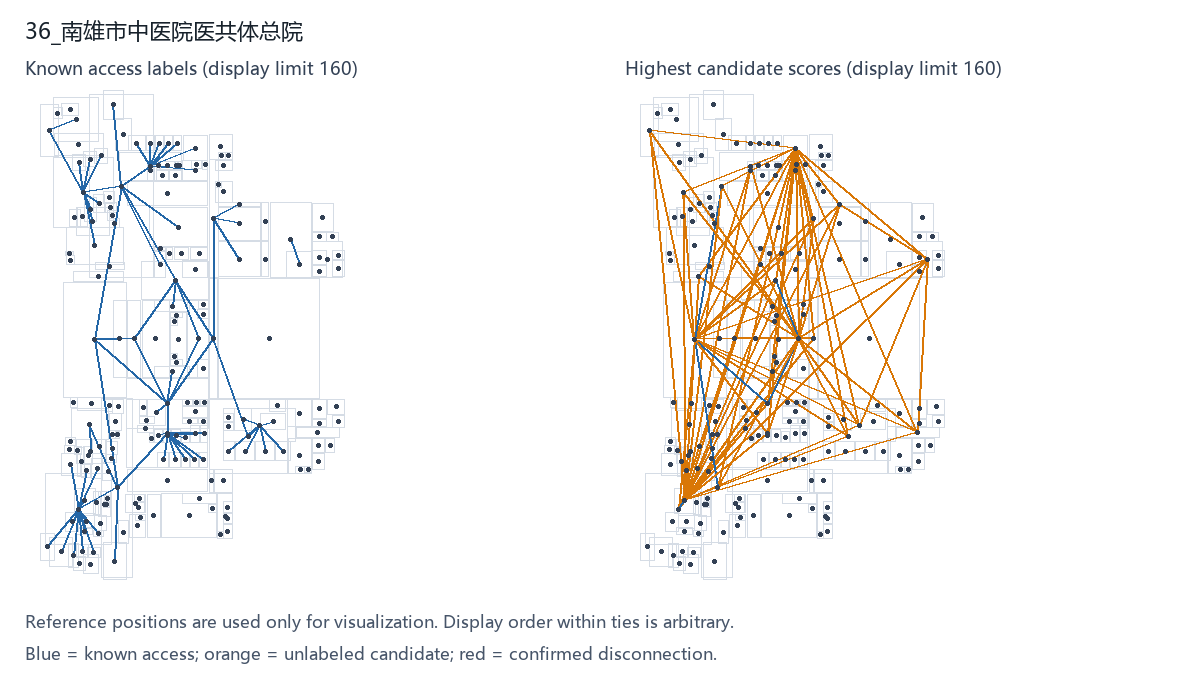 36_南雄市中医院医共体总院
Known access labels (display limit 160)
Highest candidate scores (display limit 160)
Reference positions are used only for visualization. Display order within ties is arbitrary.
Blue = known access; orange = unlabeled candidate; red = confirmed disconnection.